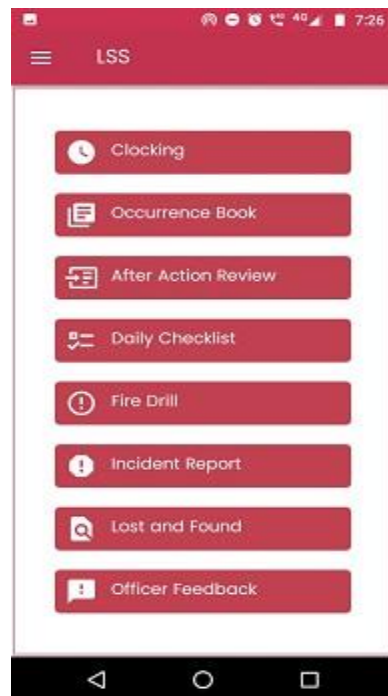 4G 7:26
LSS
Clocking
Occurrence Book
After Action Review
Daily Checklist
Fire Drill
Incident Report
Lost and Found
Officer Feedback